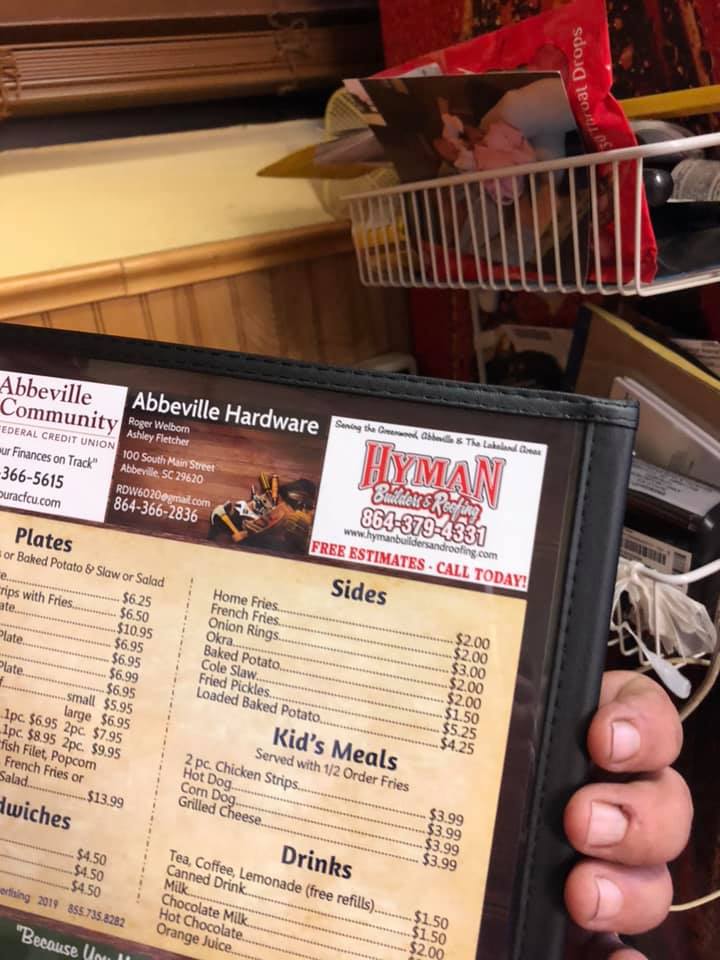 30 Throat Drops
Abbeville
Community
FEDERAL CREDIT UNION
ur Finances on Track"
-366-5615
ouracfcu.com
Abbeville Hardware
Roger Welborn
Ashley Fletcher
100 South Main Street
Abbeville, SC 29620
RDW6020@gmail.com
864-366-2836
Serving the Greenwood, Abbeville & The Lakeland Areas
HYMAN
Builders & Roofing
864-379-4331
www.hymanbuildersandroofing.com
FREE ESTIMATES - CALL TODAY!
Plates
or Baked Potato & Slaw or Salad
$6.25
rips with Fries $6.50
ate $10.95
$6.95
Plate $6.95
$6.99
Plate $6.95
small $5.95
large $6.95
1pc. $6.95 2pc. $7.95
1pc. $8.95 2pc. $9.95
fish Filet, Popcorn
French Fries or
Salad $13.99
dwiches
$4.50
$4.50
$4.50
ertising 2019 855.735.8282
"Because You
Sides
Home Fries $2.00
French Fries $2.00
Onion Rings $3.00
Okra $2.00
Baked Potato $2.00
Cole Slaw $1.50
Fried Pickles $5.25
Loaded Baked Potato $4.25
Kid's Meals
Served with 1/2 Order Fries
2 pc. Chicken Strips $3.99
Hot Dog $3.99
Corn Dog $3.99
Grilled Cheese $3.99
Drinks
Tea, Coffee, Lemonade (free refills) $1.50
Canned Drink $1.50
Milk $2.00
Chocolate Milk
Hot Chocolate
Orange Juice